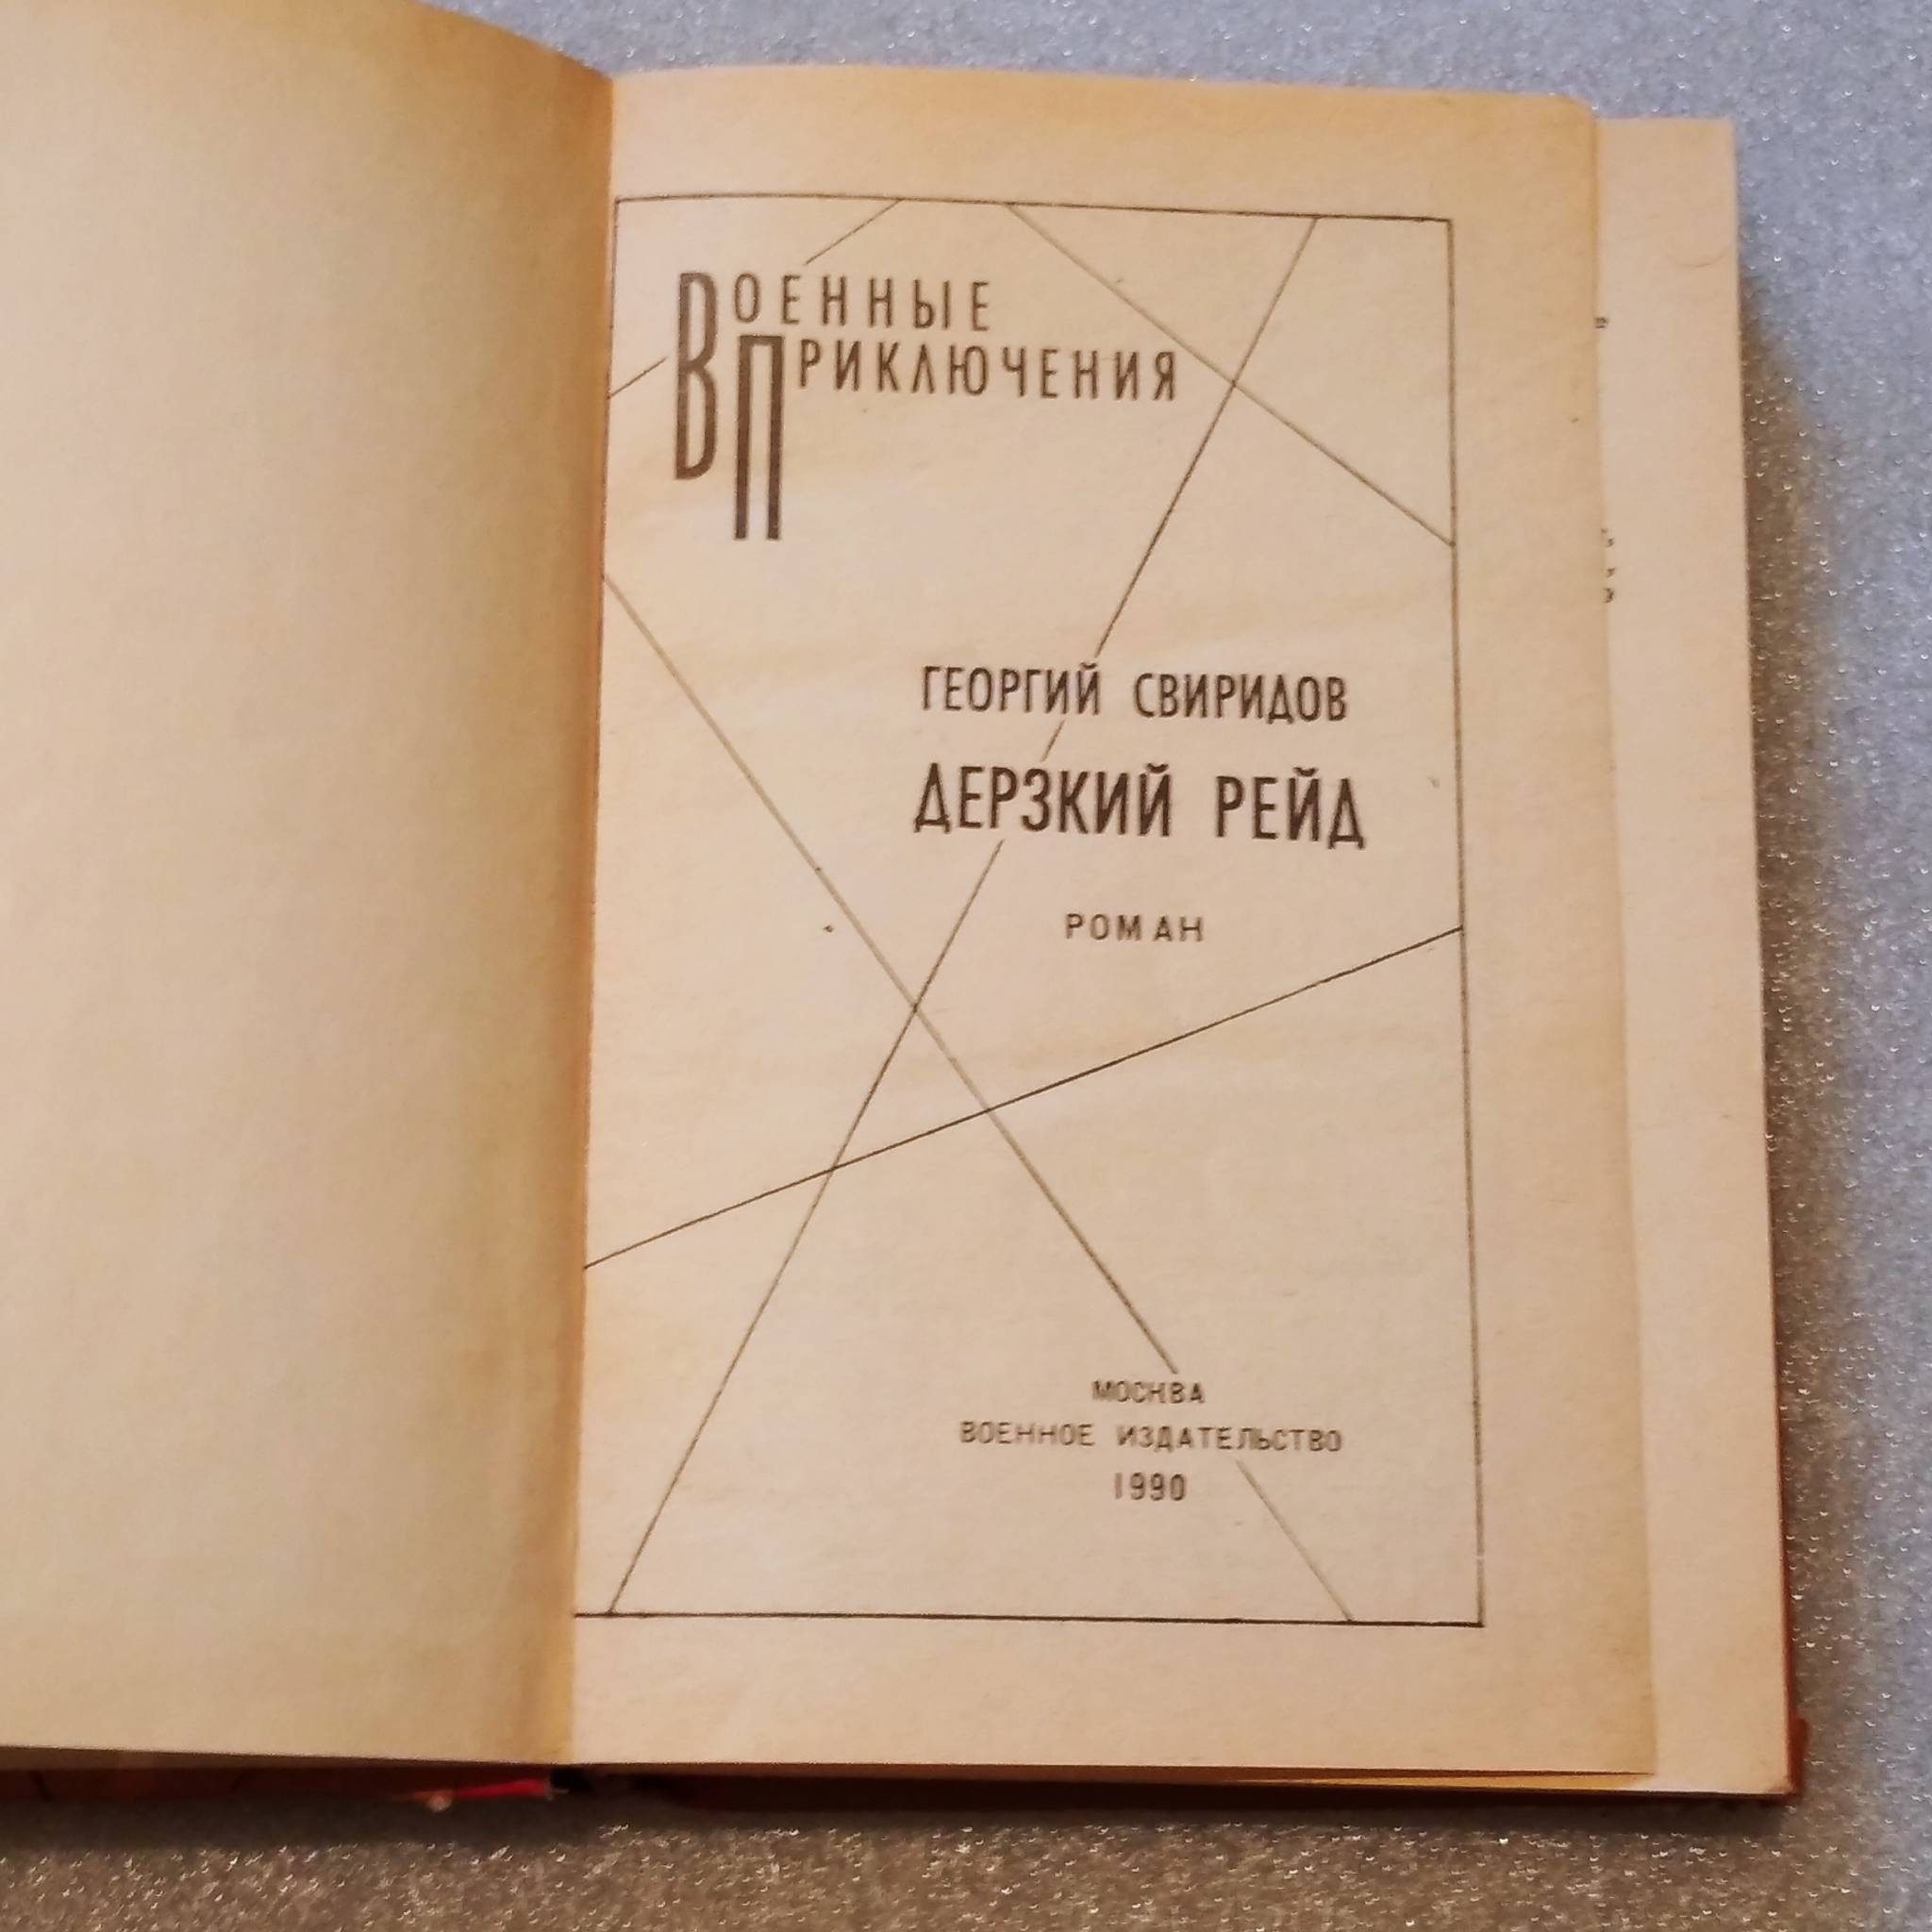 ВОЕННЫЕ
ПРИКЛЮЧЕНИЯ
ГЕОРГИЙ СВИРИДОВ
ДЕРЗКИЙ РЕЙД
РОМАН
МОСКВА
ВОЕННОЕ ИЗДАТЕЛЬСТВО
1990